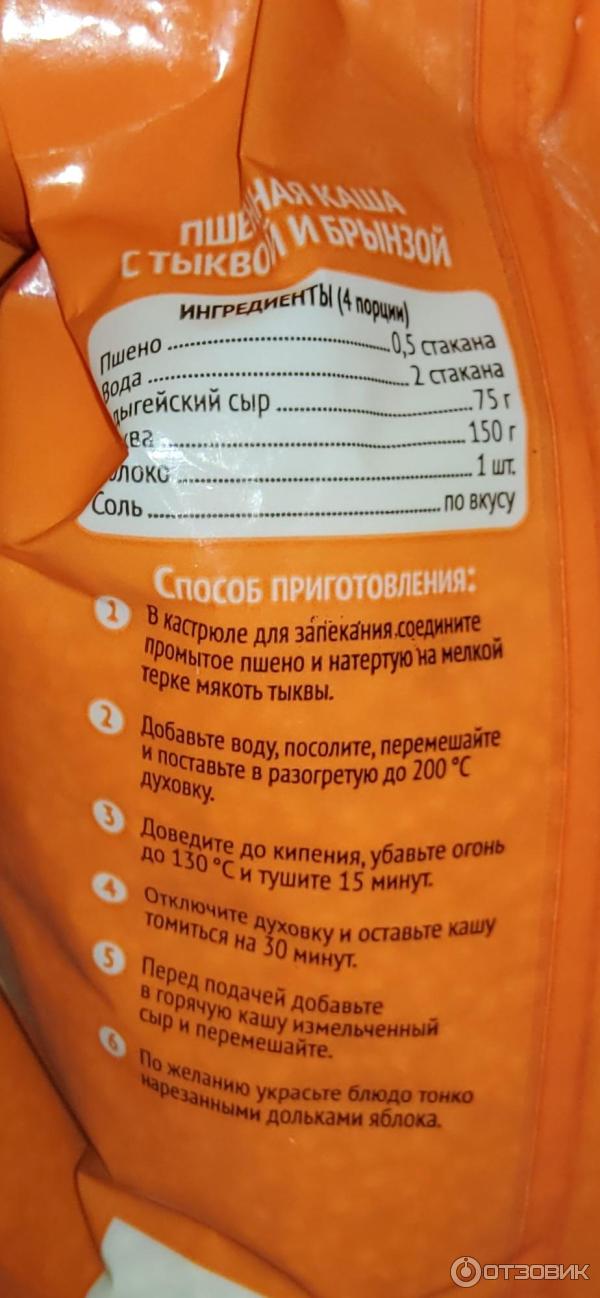 ПШЕННАЯ КАША
С ТЫКВОЙ И БРЫНЗОЙ
ИНГРЕДИЕНТЫ (4 порции)
Пшено 0,5 стакана
Вода 2 стакана
дыгейский сыр 75 г
ква 150 г
блоко 1 шт.
Соль по вкусу
СПОСОБ ПРИГОТОВЛЕНИЯ:
1 В кастрюле для запекания соедините
промытое пшено и натертую на мелкой
терке мякоть тыквы.
2 Добавьте воду, посолите, перемешайте
и поставьте в разогретую до 200 °С
духовку.
3 Доведите до кипения, убавьте огонь
до 130 °С и тушите 15 минут.
4 Отключите духовку и оставьте кашу
томиться на 30 минут.
5 Перед подачей добавьте
в горячую кашу измельченный
сыр и перемешайте.
6 По желанию украсьте блюдо тонко
нарезанными дольками яблока.
ОТЗОВИК